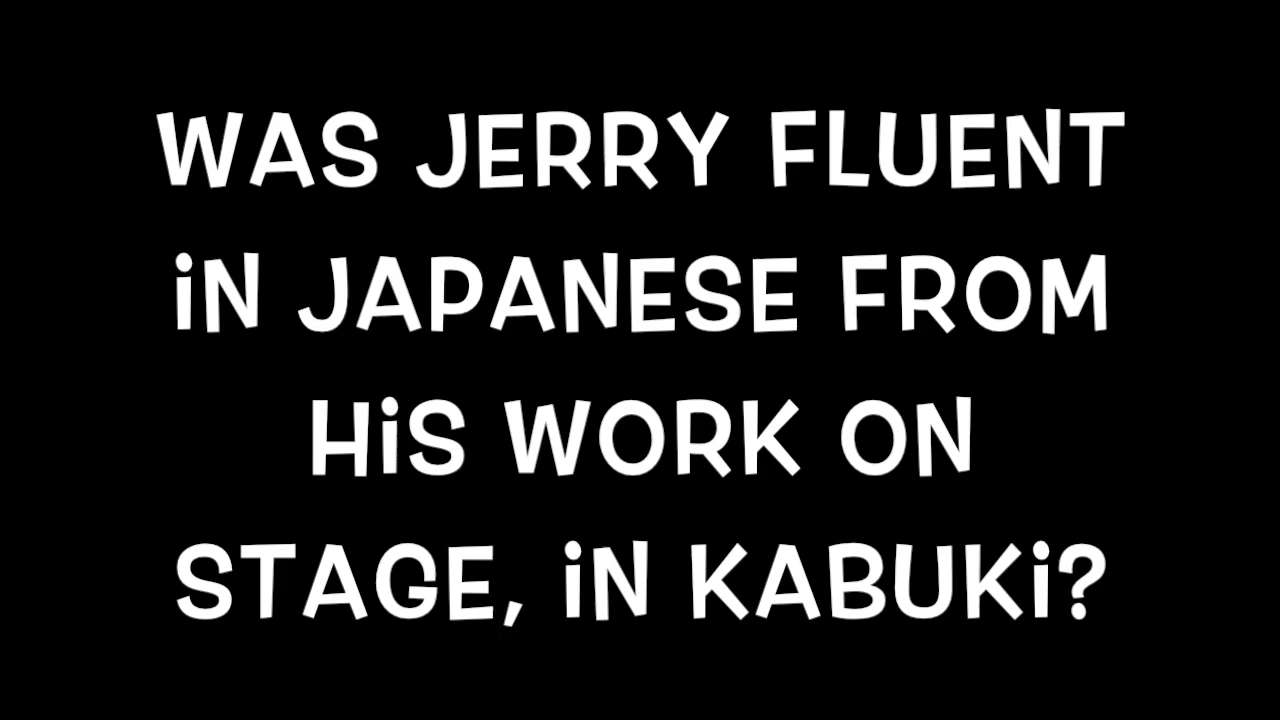 WAS JERRY FLUENT
iN JAPANESE FROM
HiS WORK ON
STAGE, iN KABUKi?